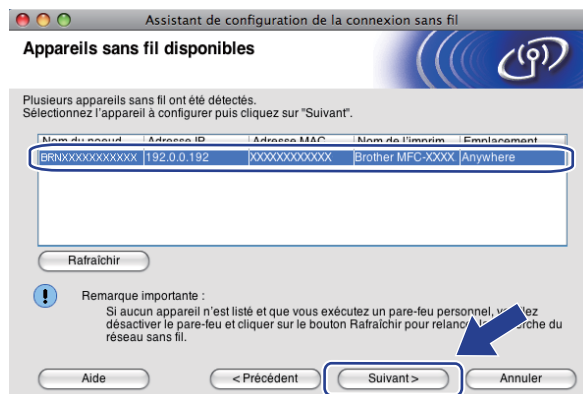 Assistant de configuration de la connexion sans fil
Appareils sans fil disponibles
Plusieurs appareils sans fil ont été détectés.
Sélectionnez l'appareil à configurer puis cliquez sur "Suivant".
Nom du noeud Adresse IP Adresse MAC Nom de l'imprim Emplacement
BRNXXXXXXXXXXX 192.0.0.192 XXXXXXXXXXXX Brother MFC-XXXX Anywhere
Rafraîchir
Remarque importante :
Si aucun appareil n'est listé et que vous exécutez un pare-feu personnel,
désactiver le pare-feu et cliquer sur le bouton Rafraîchir pour du
réseau sans fil.
Aide < Précédent Suivant > Annuler